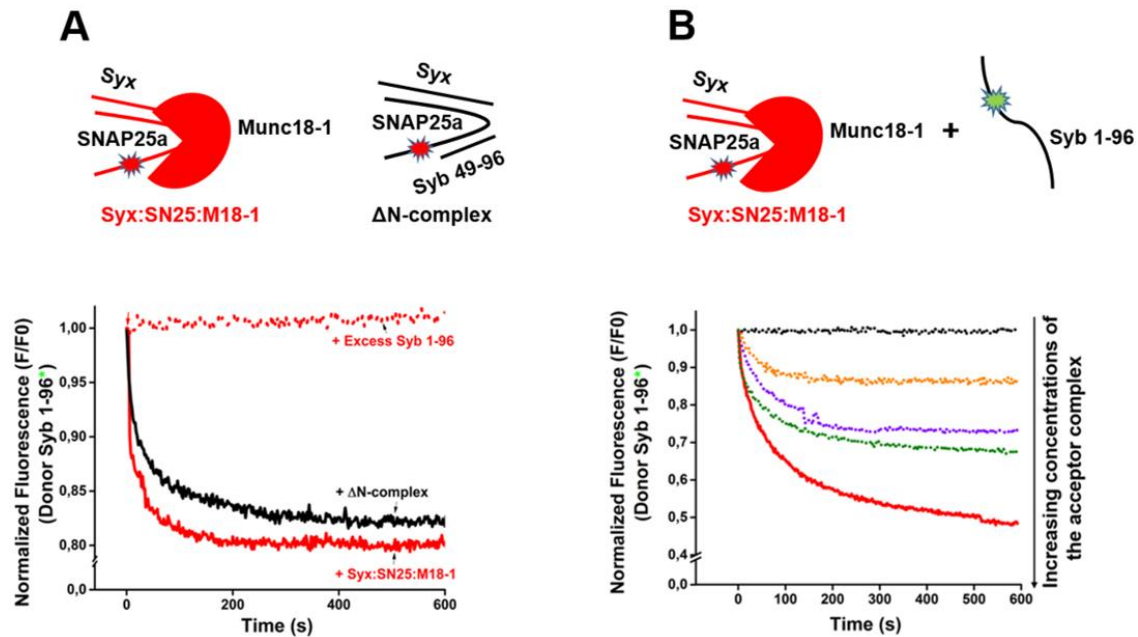 A
Syx
SNAP25a
Munc18-1
Syx:SN25:M18-1
Syx
SNAP25a
Syb 49-96
ΔN-complex
Normalized Fluorescence (F/F0)
(Donor Syb 1-96*)
1,00
0,95
0,90
0,85
0,80
0,0
+ Excess Syb 1-96
+ ΔN-complex
+ Syx:SN25:M18-1
0
200
400
600
Time (s)
B
Syx
SNAP25a
Munc18-1
+
Syb 1-96
Syx:SN25:M18-1
Normalized Fluorescence (F/F0)
(Donor Syb 1-96*)
1,0
0,9
0,8
0,7
0,6
0,5
0,4
0,0
0
100
200
300
400
500
600
Time (s)
Increasing concentrations of
the acceptor complex